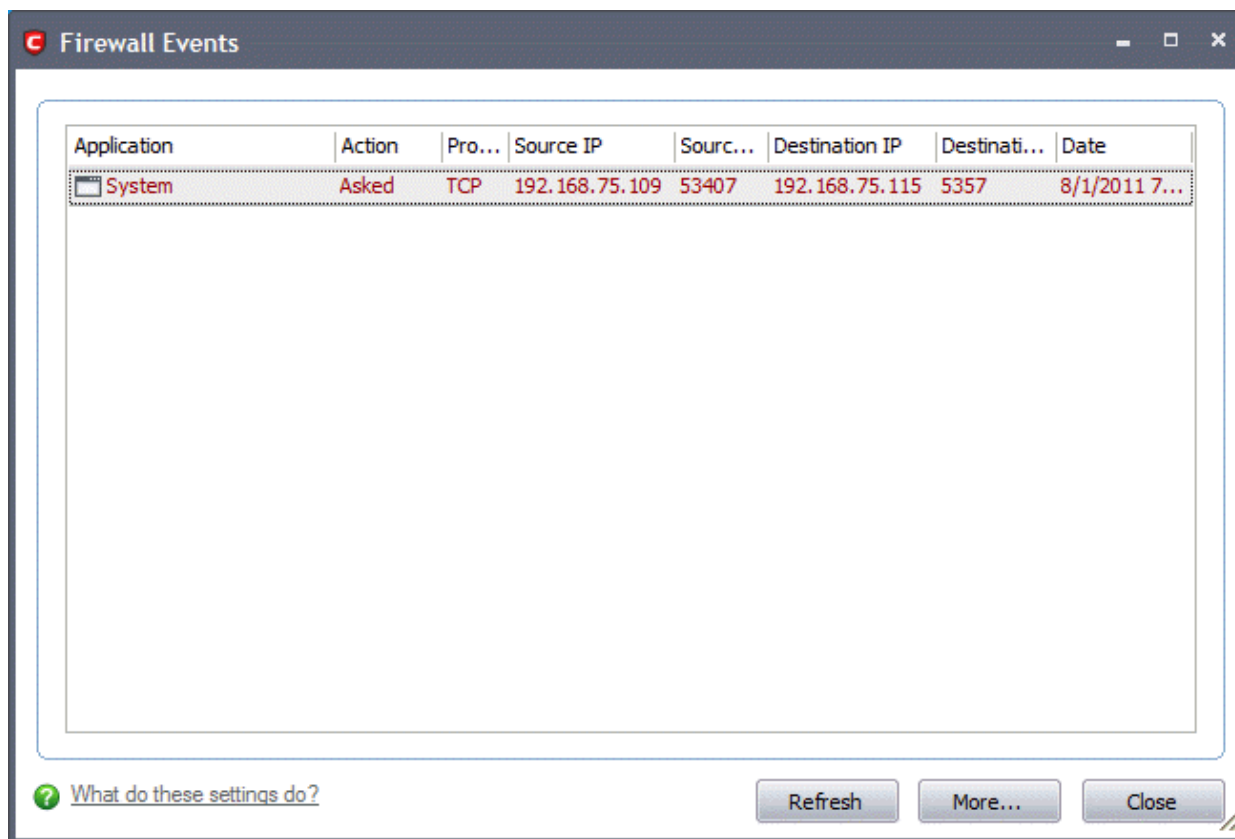 Firewall Events
Application Action Pro... Source IP Sourc... Destination IP Destinati... Date
System Asked TCP 192.168.75.109 53407 192.168.75.115 5357 8/1/2011 7...
What do these settings do? Refresh More... Close